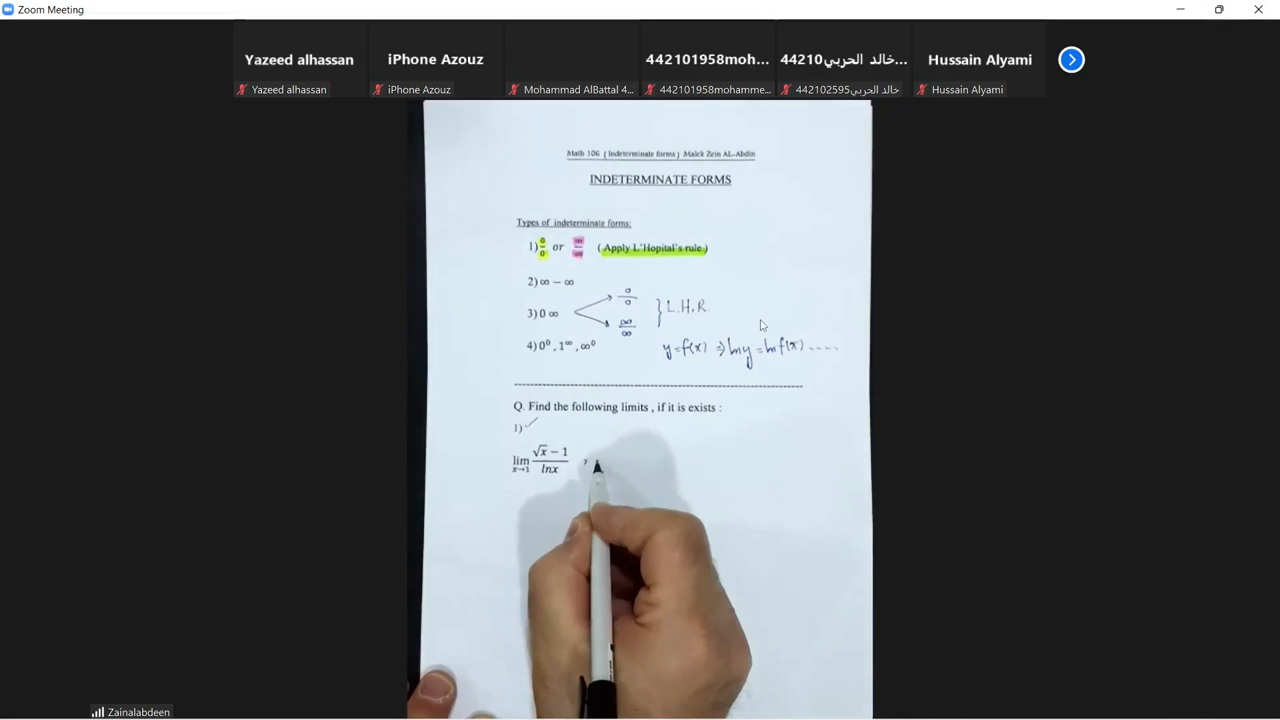 Zoom Meeting
Yazeed alhassan
iPhone Azouz
442101958moh...
44210خالد الحربي...
Hussain Alyami
Yazeed alhassan
iPhone Azouz
Mohammad AlBattal 4...
442101958mohamme...
442102595خالد الحربي
Hussain Alyami
Math 106 ( Indeterminate forms ) Malek Zein AL-Abdin
INDETERMINATE FORMS
Types of indeterminate forms:
1) 0/0 or ∞/∞ ( Apply L'Hopital's rule )
2) ∞ − ∞
3) 0 ∞ 0/0 ∞/∞ } L.H.R.
4) 0⁰ , 1^∞ , ∞⁰ y=f(x) ⇒ lny = lnf(x) ....
Q. Find the following limits , if it is exists :
1) ✓
lim x→1 (√x − 1)/lnx ,
Zainalabdeen